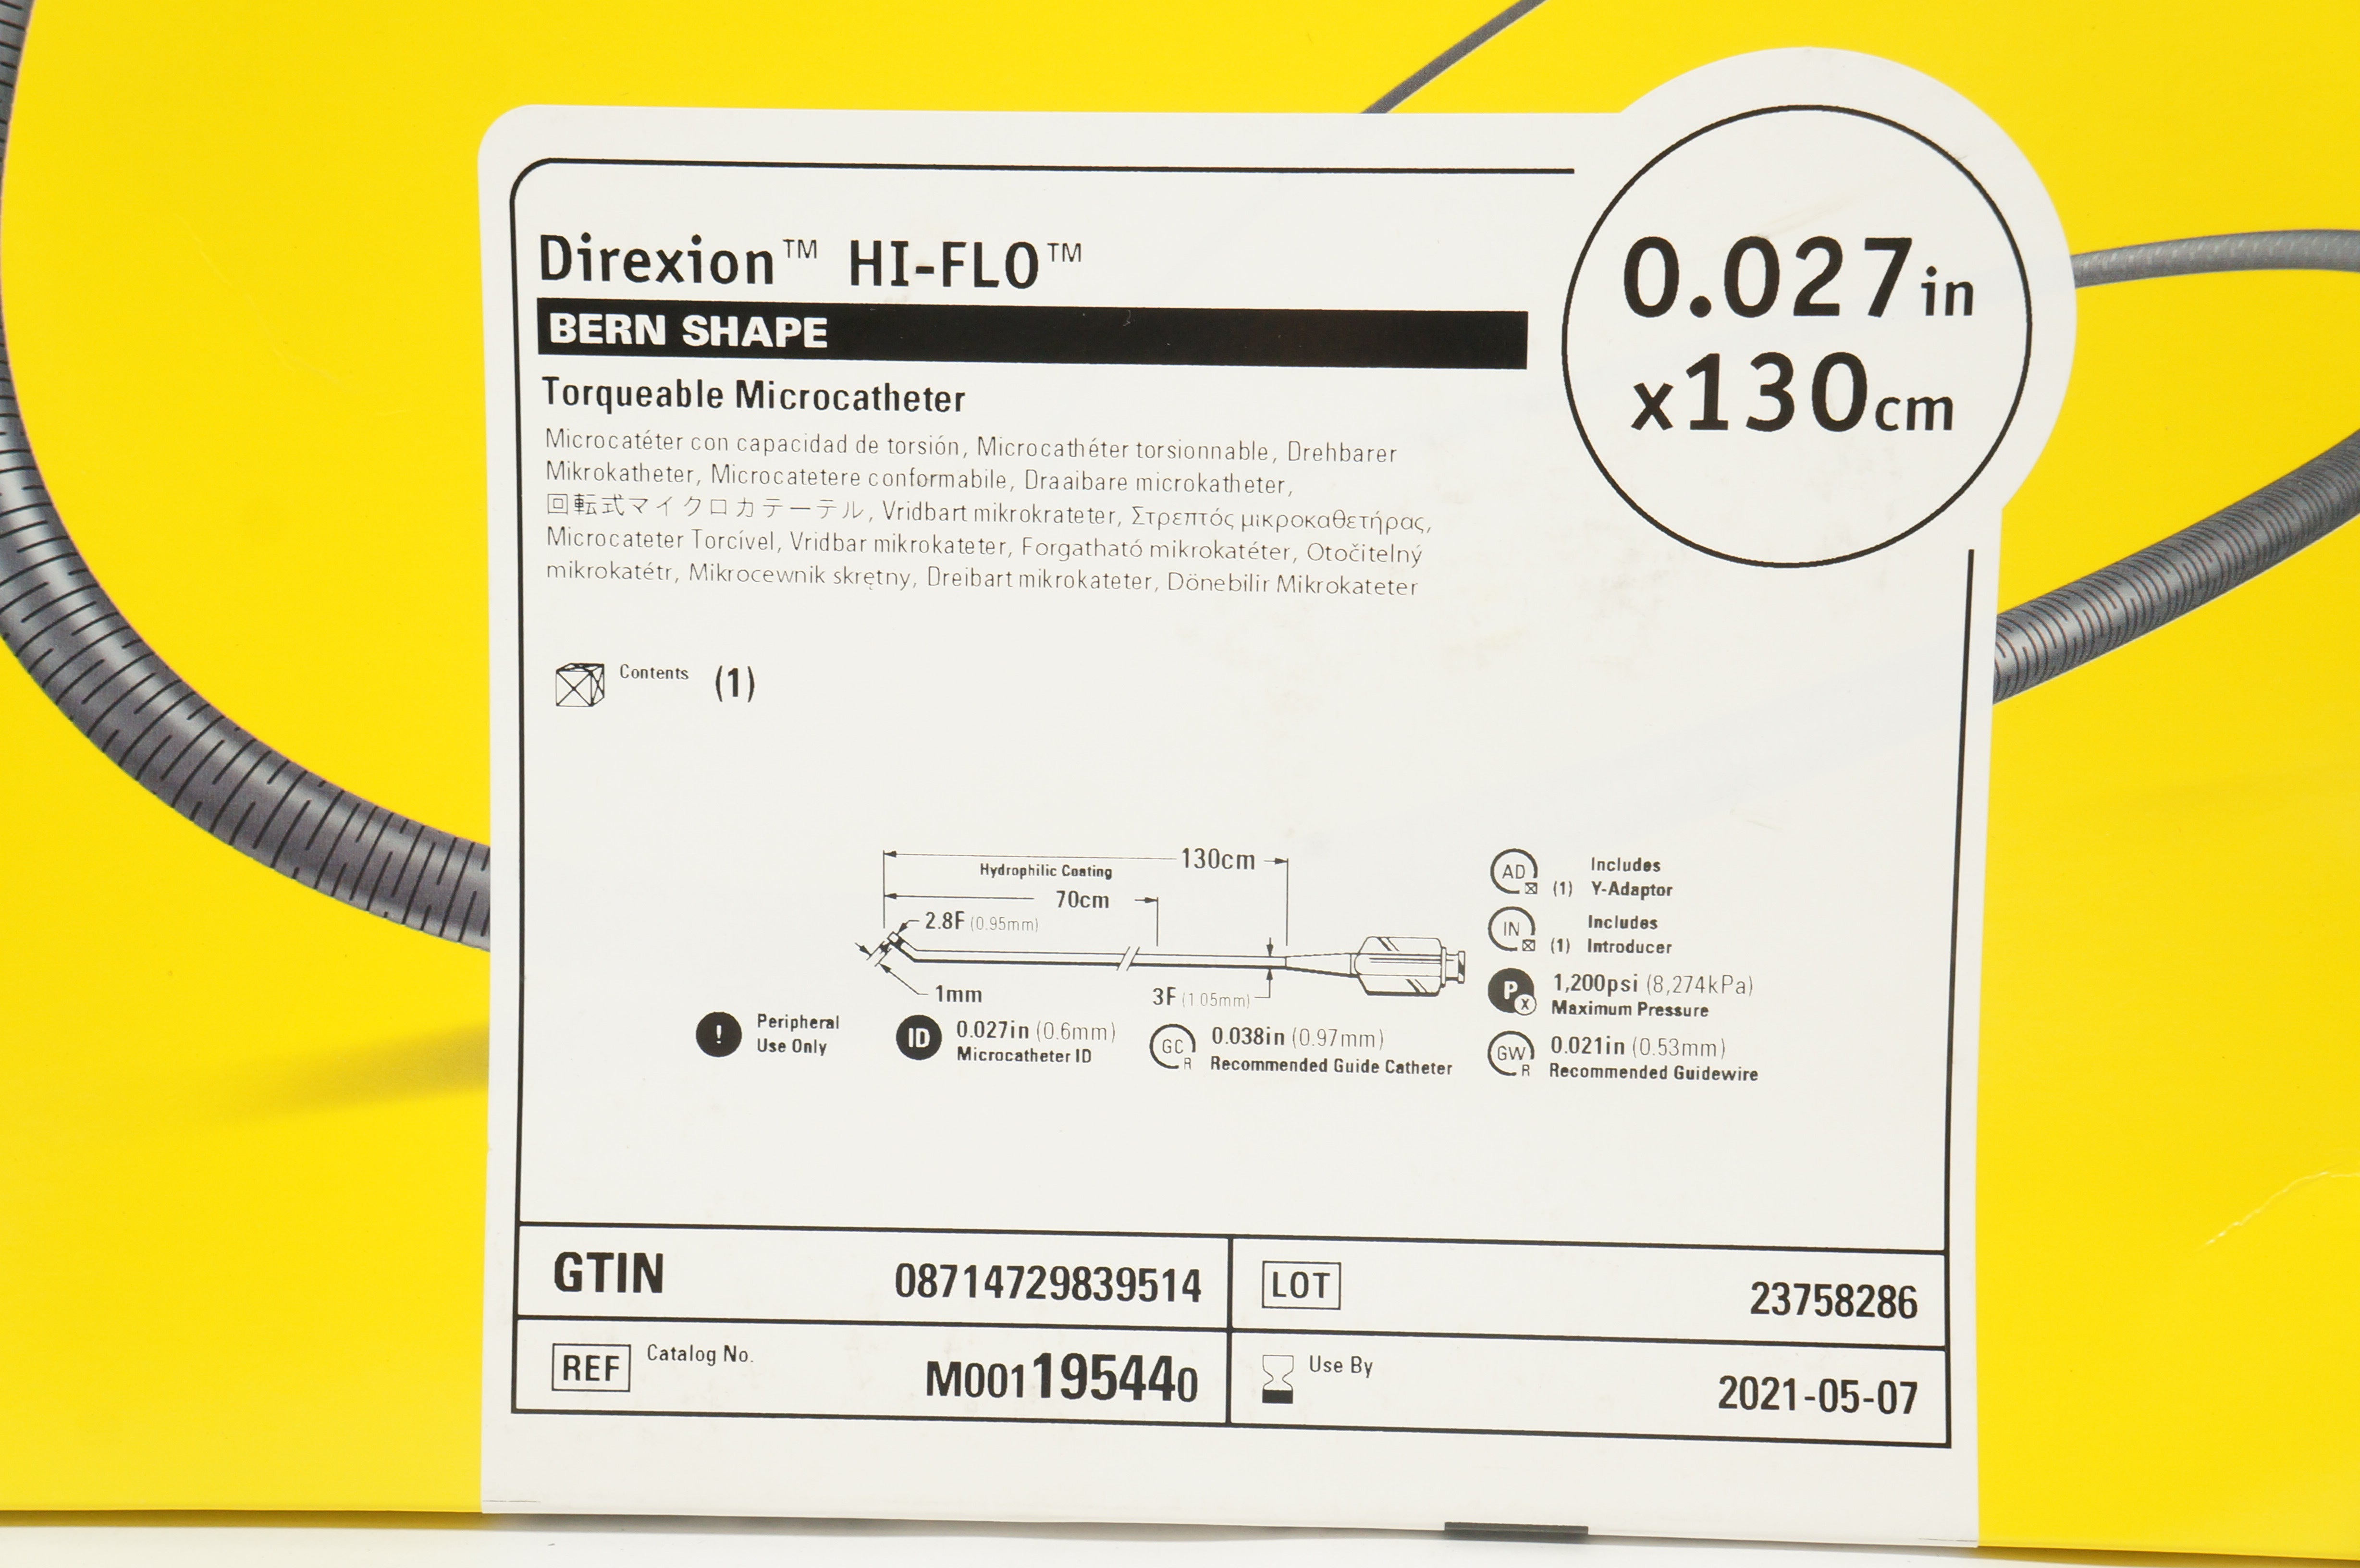 Direxion™ HI-FLO™
BERN SHAPE
0.027in
x130cm
Torqueable Microcatheter
Microcatéter con capacidad de torsión, Microcathéter torsionnable, Drehbarer
Mikrokatheter, Microcatetere conformabile, Draaibare microkatheter,
回転式マイクロカテーテル, Vridbart mikrokrateter, Στρεπτός μικροκαθετήρας,
Microcateter Torcível, Vridbar mikrokateter, Forgatható mikrokatéter, Otočitelný
mikrokatétr, Mikrocewnik skrętny, Dreibart mikrokateter, Dönebilir Mikrokateter
Contents (1)
130cm
Hydrophilic Coating
70cm
2.8F (0.95mm)
1mm
3F (1.05mm)
AD (1) Includes
Y-Adaptor
IN (1) Includes
Introducer
PX 1,200psi (8,274kPa)
Maximum Pressure
! Peripheral
Use Only
ID 0.027in (0.6mm)
Microcatheter ID
GC R 0.038in (0.97mm)
Recommended Guide Catheter
GW R 0.021in (0.53mm)
Recommended Guidewire
GTIN 08714729839514
LOT 23758286
REF Catalog No. M001195440
Use By 2021-05-07